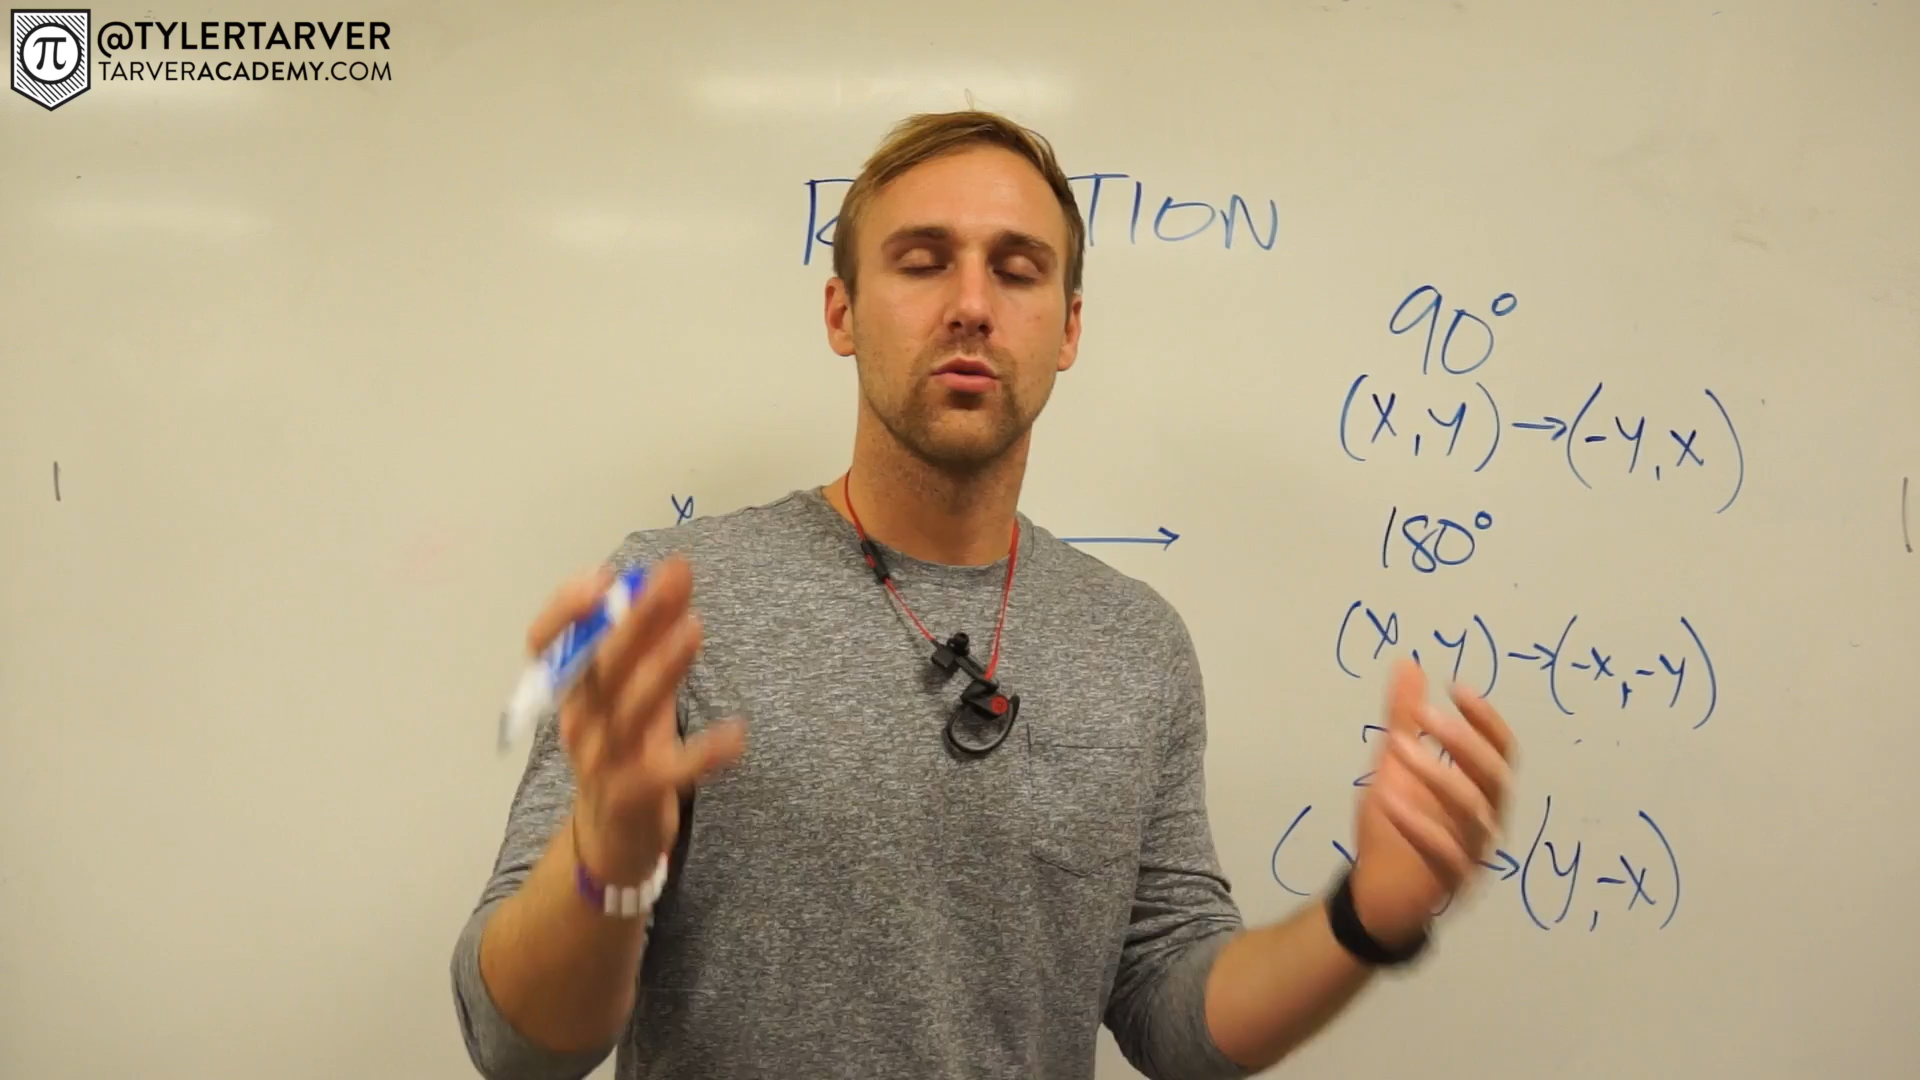 @TYLERTARVER
TARVERACADEMY.COM
π
TION
90°
(x,y)→(-y,x)
180°
(x,y)→(-x,-y)
→(y,-x)
x